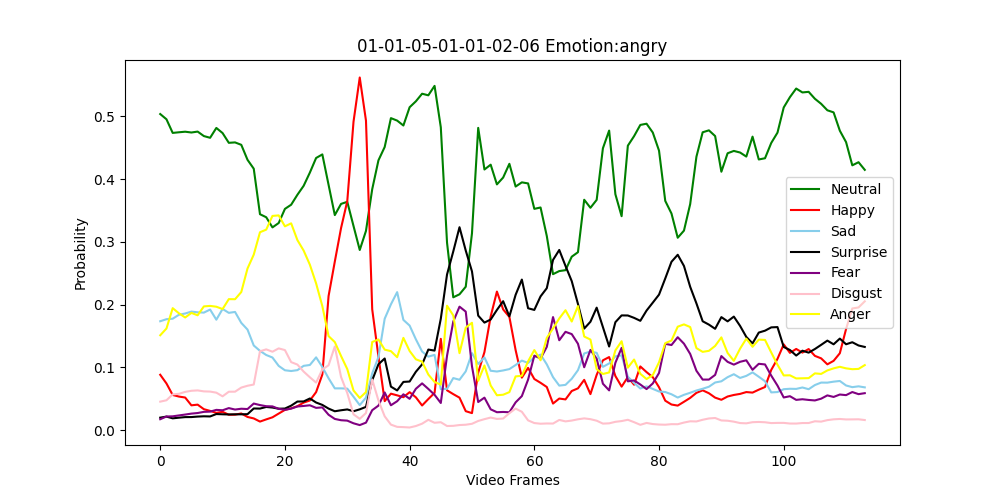 01-01-05-01-01-02-06 Emotion:angry
Probability
0.5
0.4
0.3
0.2
0.1
0.0
0 20 40 60 80 100
Video Frames
Neutral
Happy
Sad
Surprise
Fear
Disgust
Anger